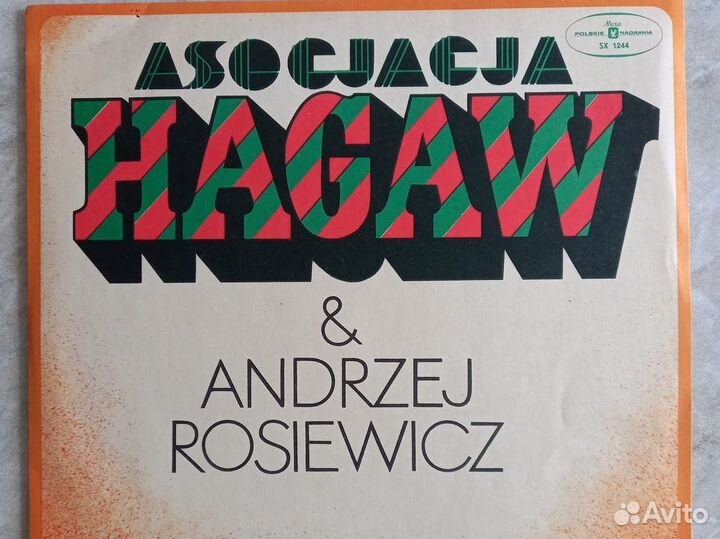 Muza
POLSKIE NAGRANIA
SX 1244
ASOCJACJA
HAGAW
&
ANDRZEJ
ROSIEWICZ
Avito